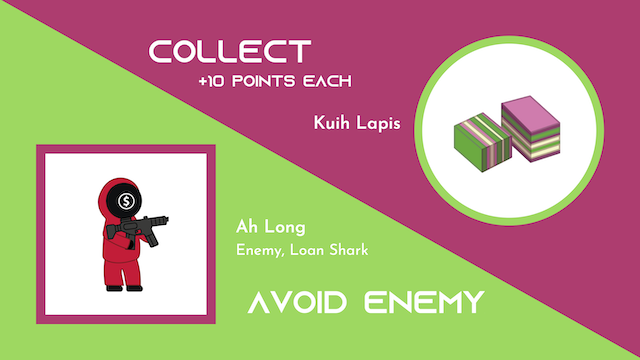 COLLECT
+10 POINTS EACH
Kuih Lapis
$
Ah Long
Enemy, Loan Shark
AVOID ENEMY